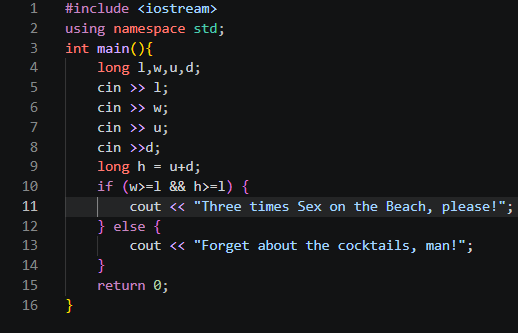 1 #include <iostream>
2 using namespace std;
3 int main(){
4 long l,w,u,d;
5 cin >> l;
6 cin >> w;
7 cin >> u;
8 cin >>d;
9 long h = u+d;
10 if (w>=l && h>=l) {
11 cout << "Three times Sex on the Beach, please!";
12 } else {
13 cout << "Forget about the cocktails, man!";
14 }
15 return 0;
16 }